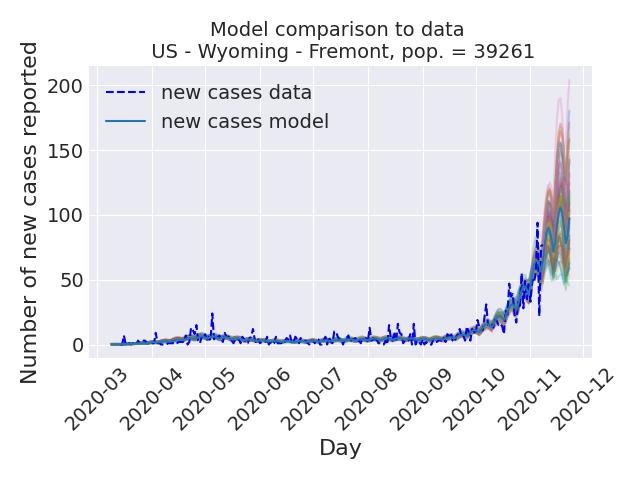 Model comparison to data
US - Wyoming - Fremont, pop. = 39261
Number of new cases reported
200
150
100
50
0
new cases data
new cases model
2020-03
2020-04
2020-05
2020-06
2020-07
2020-08
2020-09
2020-10
2020-11
2020-12
Day